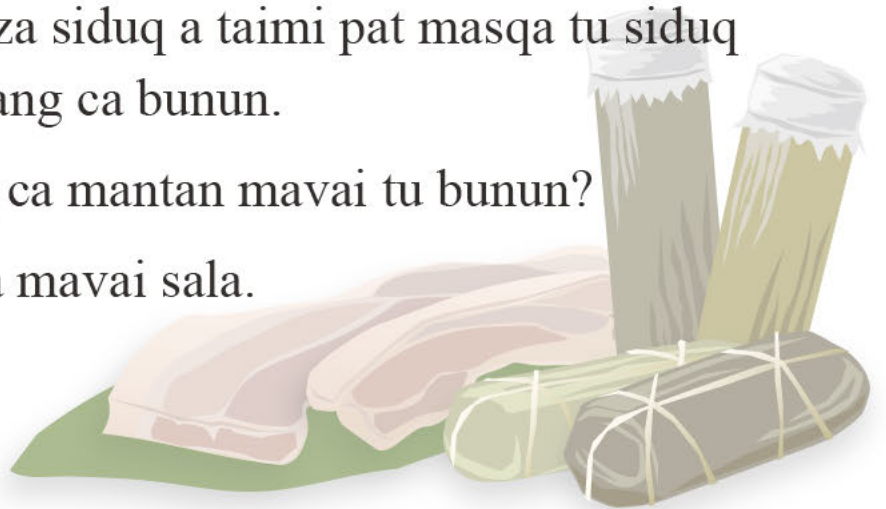 za siduq a taimi pat masqa tu siduq
ang ca bunun.
ca mantan mavai tu bunun?
mavai sala.